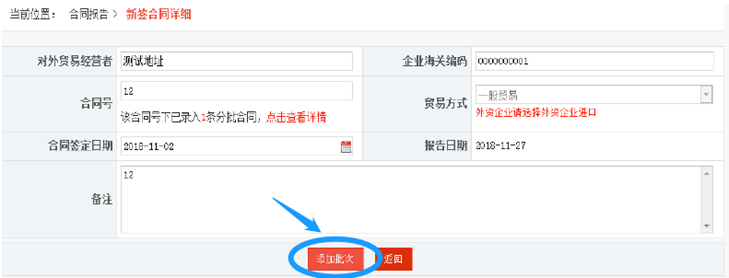 当前位置： 合同报告 > 新签合同详细
对外贸易经营者 测试地址 企业海关编码 0000000001
合同号 12 贸易方式 一般贸易
该合同号下已录入1条分批合同，点击查看详情 外资企业请选择外资企业进口
合同签定日期 2018-11-02 报告日期 2018-11-27
备注 12
添加批次 返回